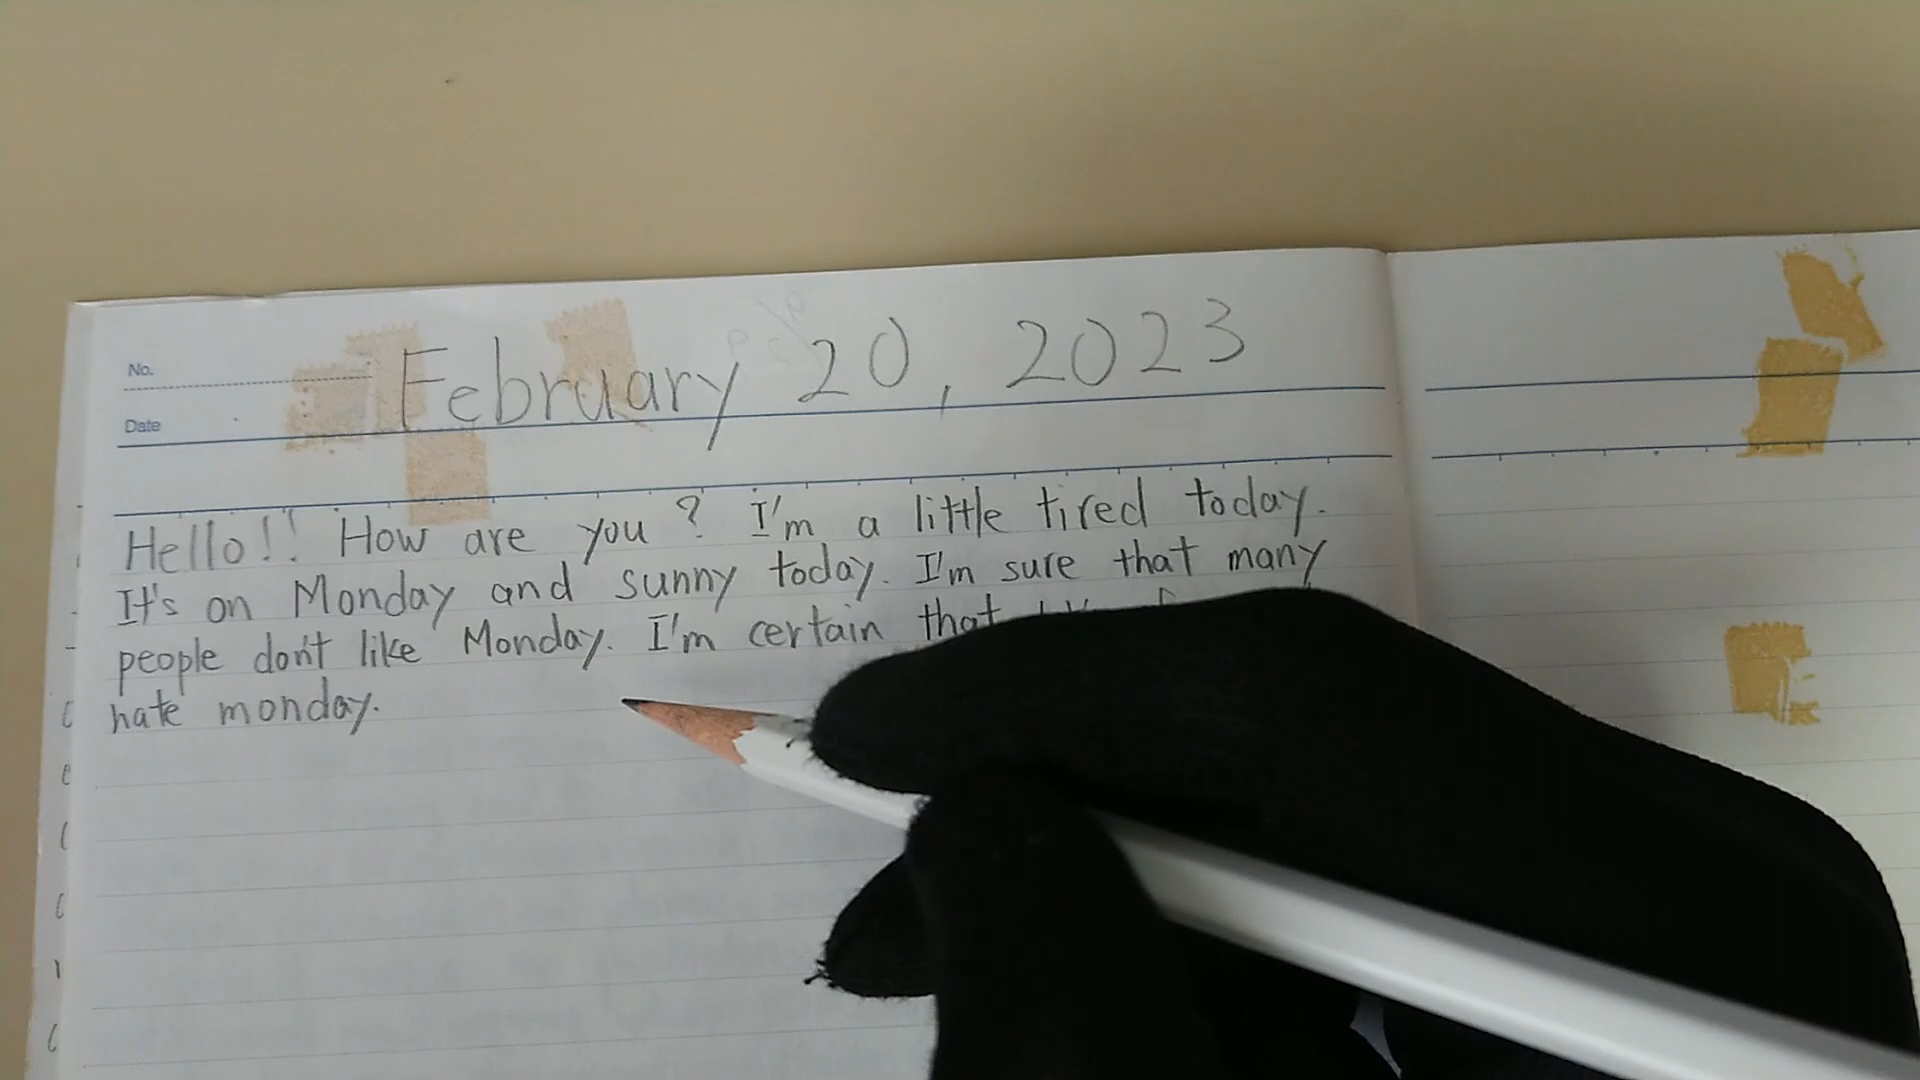 No.
Date
February 20, 2023
Hello!! How are you? I'm a little tired today.
It's on Monday and sunny today. I'm sure that many
people don't like Monday. I'm certain that
hate monday.